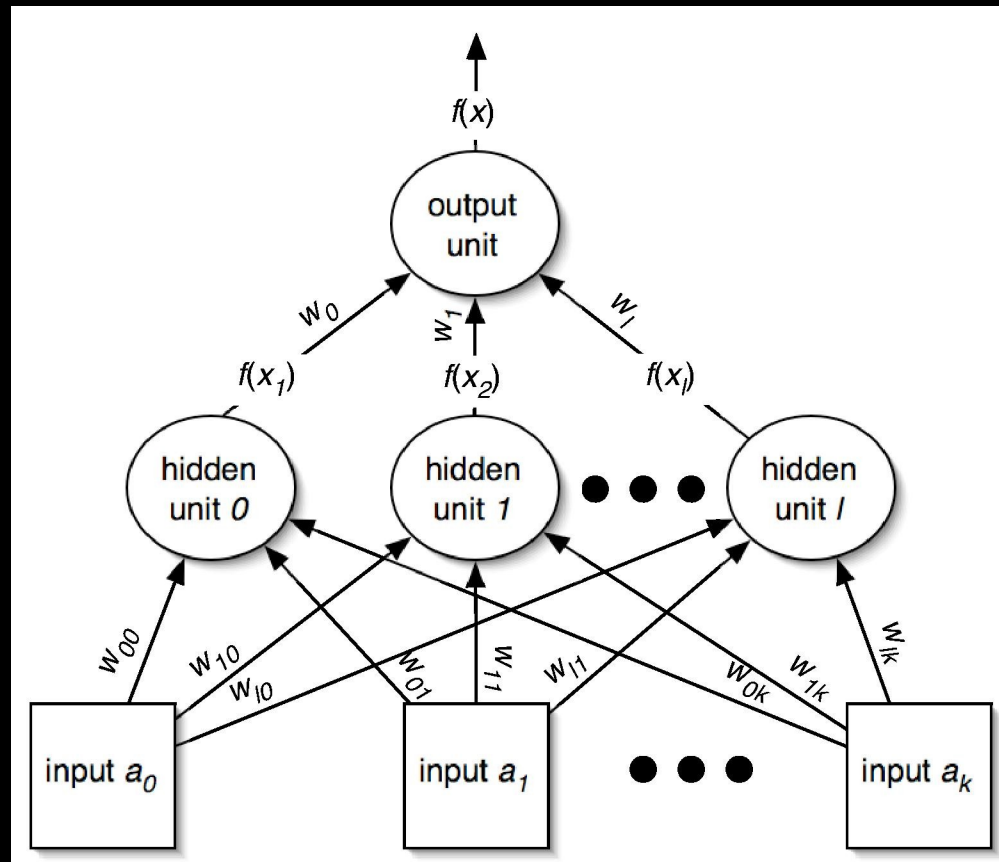 f(x)
output
unit
w0
w1
wl
f(x1)
f(x2)
f(xl)
hidden
unit 0
hidden
unit 1
hidden
unit l
w00
w10
wl0
w01
w11
wl1
w0k
w1k
wlk
input a0
input a1
input ak